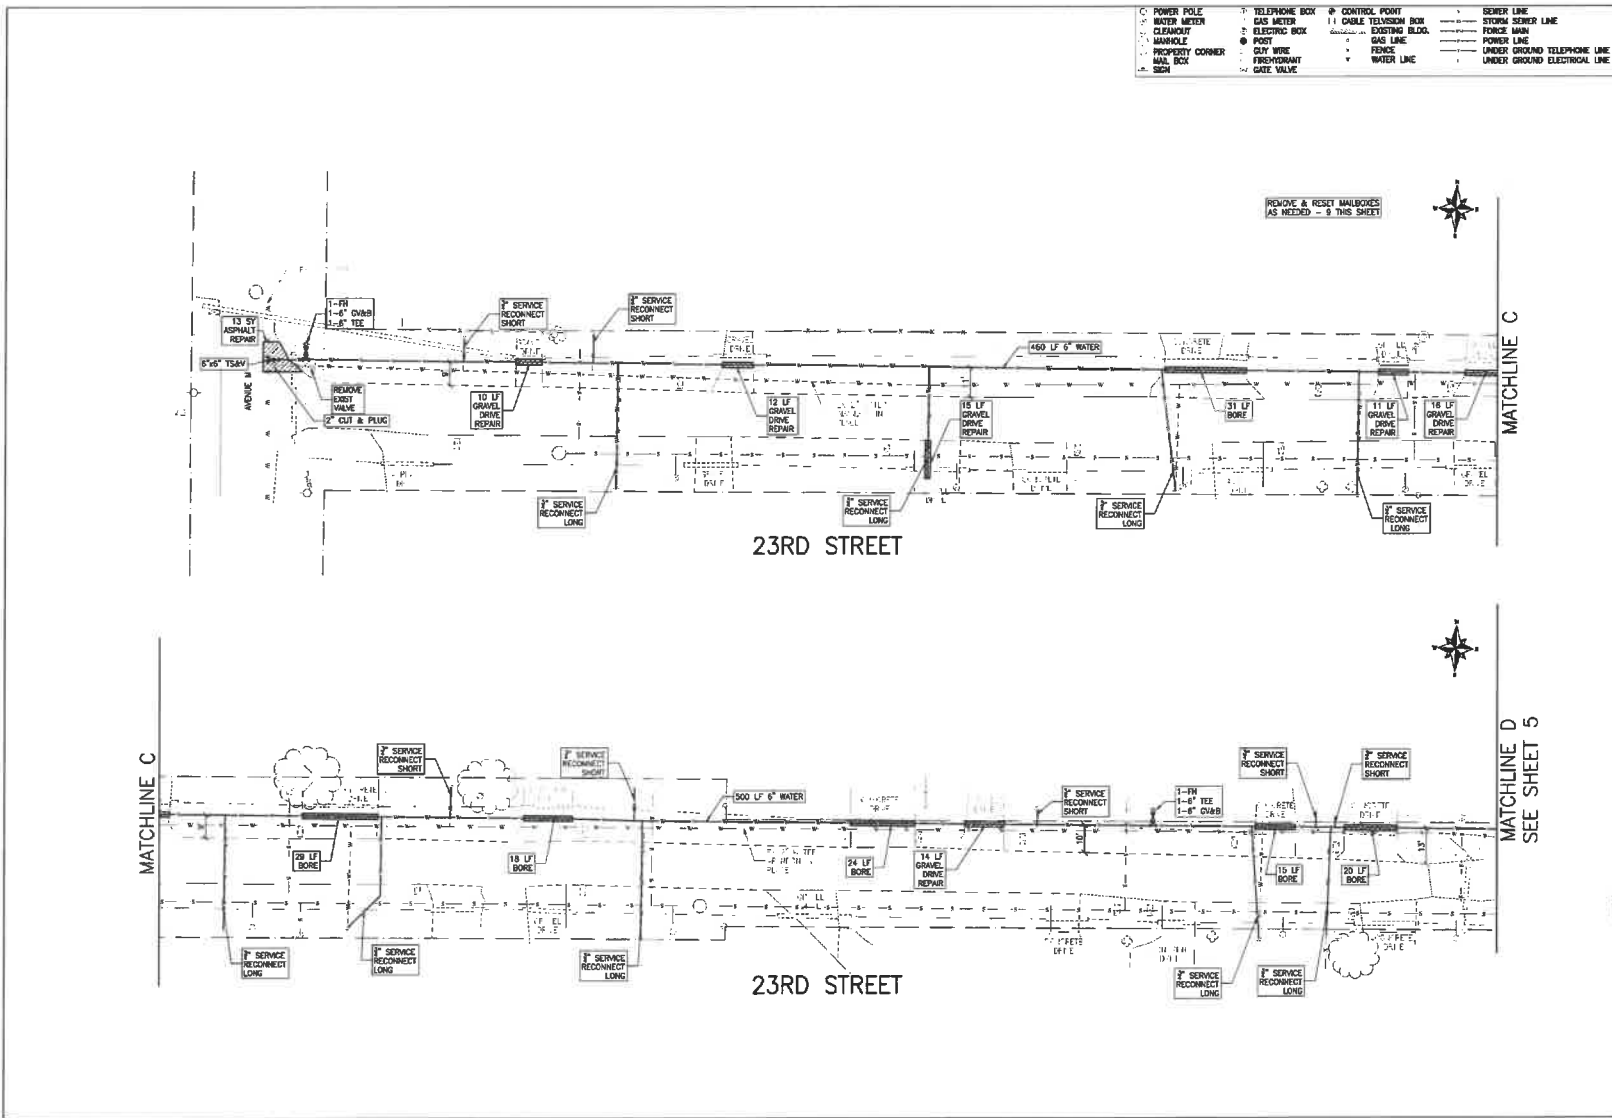 POWER POLE
WATER METER
CLEANOUT
MANHOLE
PROPERTY CORNER
MAIL BOX
SIGN
TELEPHONE BOX
GAS METER
ELECTRIC BOX
POST
GUY WIRE
FIREHYDRANT
GATE VALVE
CONTROL POINT
CABLE TELVISION BOX
EXISTING BLDG.
GAS LINE
FENCE
WATER LINE
SEWER LINE
STORM SEWER LINE
FORCE MAIN
POWER LINE
UNDER GROUND TELEPHONE LINE
UNDER GROUND ELECTRICAL LINE
REMOVE & RESET MAILBOXES
AS NEEDED - 9 THIS SHEET
MATCHLINE C
13 SY
ASPHALT
REPAIR
1-FH
1-6" GV&B
1-6" TEE
6"x6" TS&V
AVENUE M
REMOVE
EXIST
VALVE
2" CUT & PLUG
3/4" SERVICE
RECONNECT
SHORT
3/4" SERVICE
RECONNECT
SHORT
460 LF 6" WATER
10 LF
GRAVEL
DRIVE
REPAIR
12 LF
GRAVEL
DRIVE
REPAIR
15 LF
GRAVEL
DRIVE
REPAIR
31 LF
BORE
11 LF
GRAVEL
DRIVE
REPAIR
16 LF
GRAVEL
DRIVE
REPAIR
3/4" SERVICE
RECONNECT
LONG
3/4" SERVICE
RECONNECT
LONG
3/4" SERVICE
RECONNECT
LONG
3/4" SERVICE
RECONNECT
LONG
23RD STREET
MATCHLINE C
3/4" SERVICE
RECONNECT
SHORT
3/4" SERVICE
RECONNECT
SHORT
500 LF 6" WATER
3/4" SERVICE
RECONNECT
SHORT
1-FH
1-6" TEE
1-6" GV&B
3/4" SERVICE
RECONNECT
SHORT
3/4" SERVICE
RECONNECT
SHORT
MATCHLINE D
SEE SHEET 5
29 LF
BORE
18 LF
BORE
24 LF
BORE
14 LF
GRAVEL
DRIVE
REPAIR
10'
15 LF
BORE
20 LF
BORE
13'
3/4" SERVICE
RECONNECT
LONG
3/4" SERVICE
RECONNECT
LONG
3/4" SERVICE
RECONNECT
LONG
3/4" SERVICE
RECONNECT
LONG
3/4" SERVICE
RECONNECT
LONG
23RD STREET